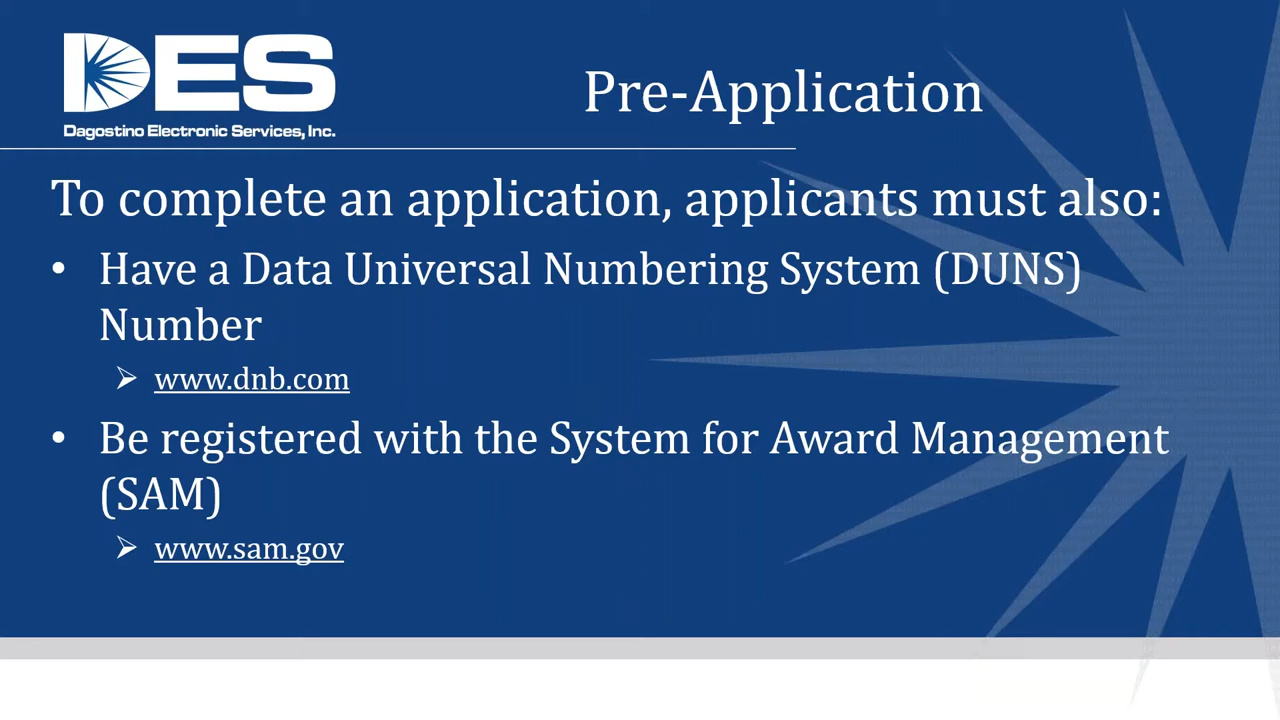 DES
Dagostino Electronic Services, Inc.
Pre-Application
To complete an application, applicants must also:
• Have a Data Universal Numbering System (DUNS)
Number
➢ www.dnb.com
• Be registered with the System for Award Management
(SAM)
➢ www.sam.gov